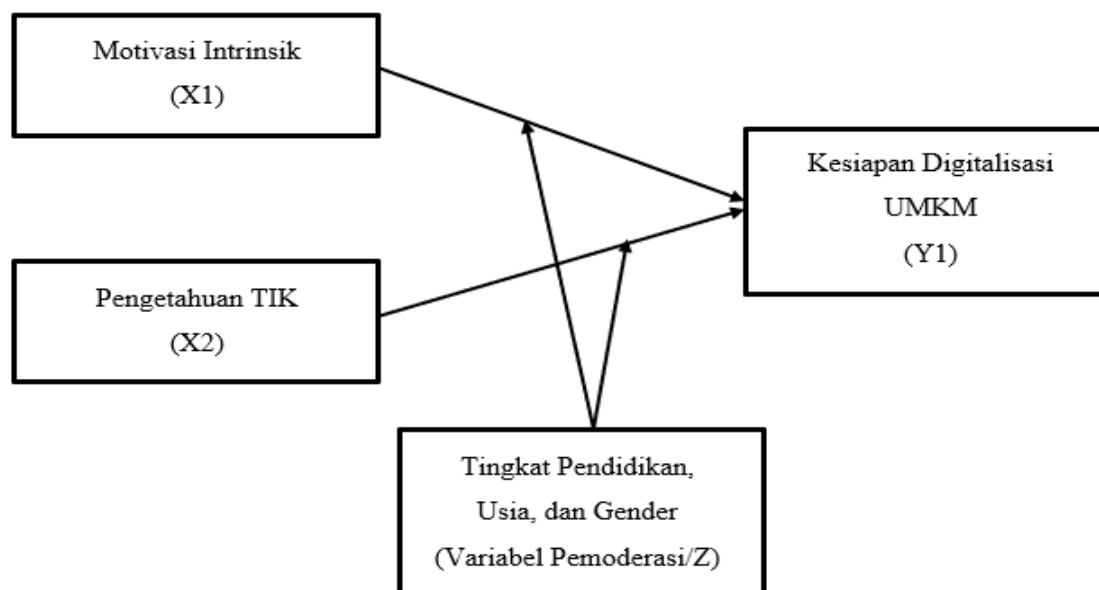 Motivasi Intrinsik
(X1)
Kesiapan Digitalisasi
UMKM
(Y1)
Pengetahuan TIK
(X2)
Tingkat Pendidikan,
Usia, dan Gender
(Variabel Pemoderasi/Z)